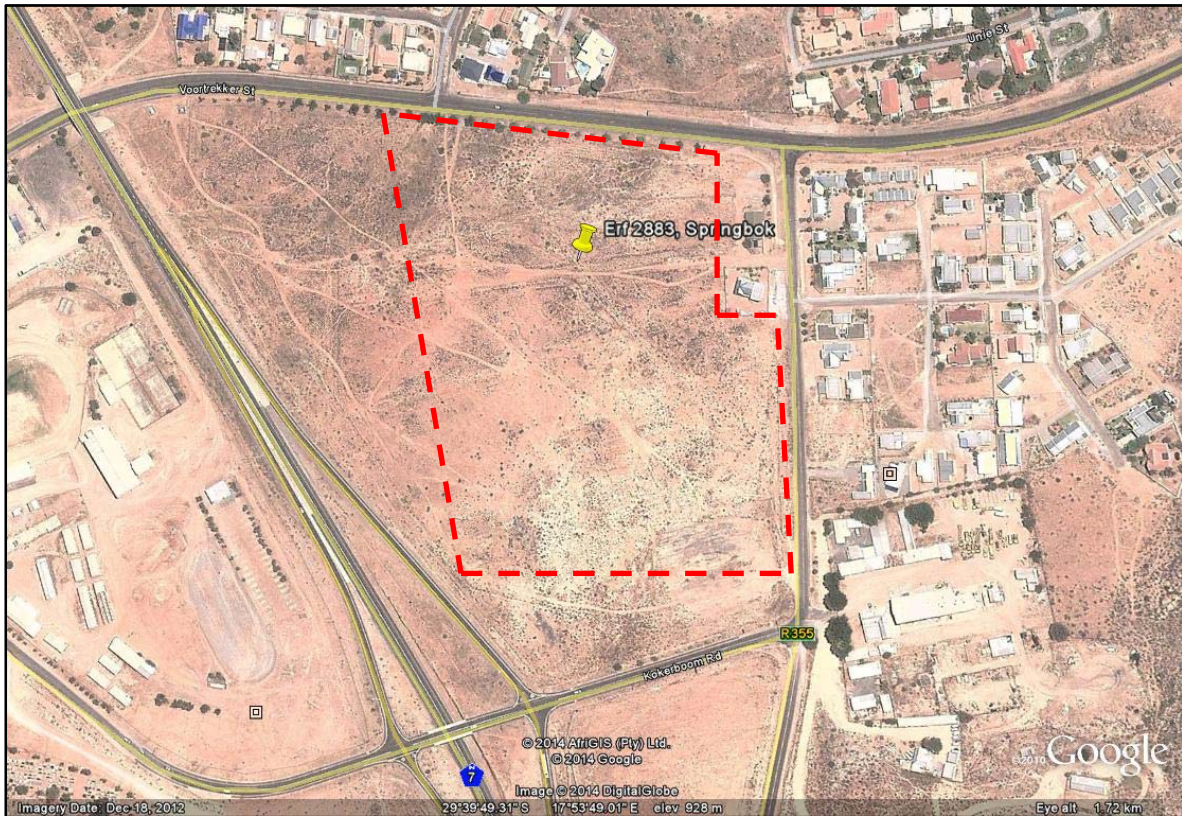 Unie St
Voortrekker St
Erf 2883, Springbok
R355
Kokerboom Rd
© 2014 AfriGIS (Pty) Ltd.
© 2014 Google
©2010 Google
N
7
Image © 2014 DigitalGlobe
Imagery Date: Dec 18, 2012 29°39'49.31" S 17°53'49.01" E elev 928 m Eye alt 1.72 km